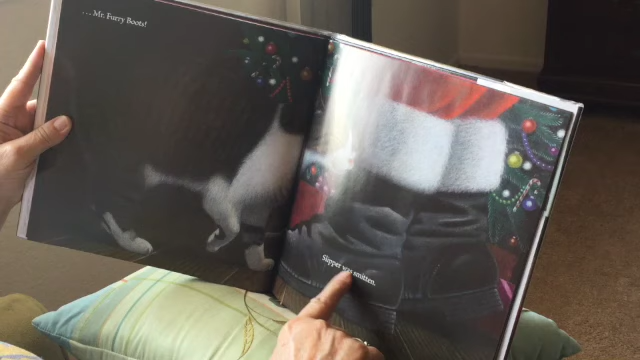 . . . Mr. Furry Boots!
Slipper was smitten.